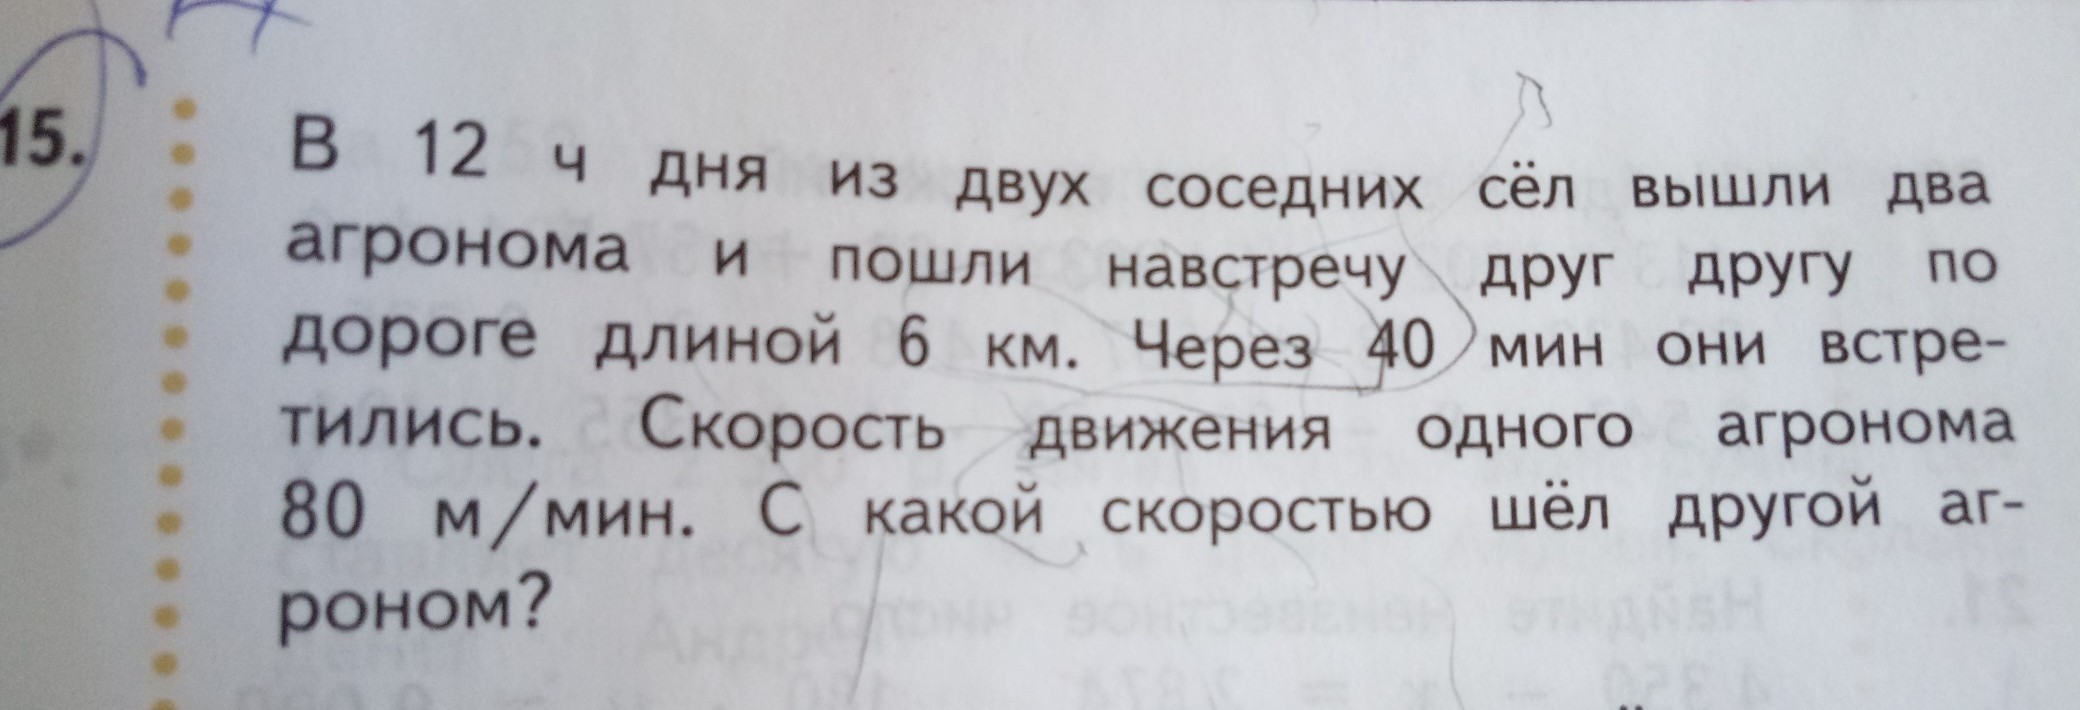 15. В 12 ч дня из двух соседних сёл вышли два
агронома и пошли навстречу друг другу по
дороге длиной 6 км. Через 40 мин они встре-
тились. Скорость движения одного агронома
80 м/мин. С какой скоростью шёл другой аг-
роном?